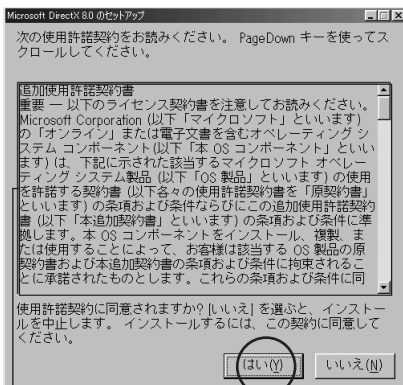 Microsoft DirectX 8.0 のセットアップ
次の使用許諾契約をお読みください。 PageDown キーを使ってス
クロールしてください。
追加使用許諾契約書
重要 — 以下のライセンス契約書を注意してお読みください。
Microsoft Corporation (以下「マイクロソフト」といいます)
の「オンライン」または電子文書を含むオペレーティング シ
ステム コンポーネント(以下「本 OS コンポーネント」といい
ます) は、下記に示された該当するマイクロソフト オペレー
ティング システム製品 (以下「OS 製品」といいます) の使用
を許諾する契約書 (以下各々の使用許諾契約書を「原契約書」
といいます) の条項および条件ならびにこの追加使用許諾契約
書 (以下「本追加契約書」といいます) の条項および条件に準
拠します。本 OS コンポーネントをインストール、複製、ま
たは使用することによって、お客様は該当する OS 製品の原
契約書および本追加契約書の条項および条件に拘束されるこ
とに承諾されたものとします。これらの条項および条件に同
使用許諾契約に同意されますか? [いいえ] を選ぶと、インストー
ルを中止します。 インストールするには、この契約に同意して
ください。
はい(Y) いいえ(N)